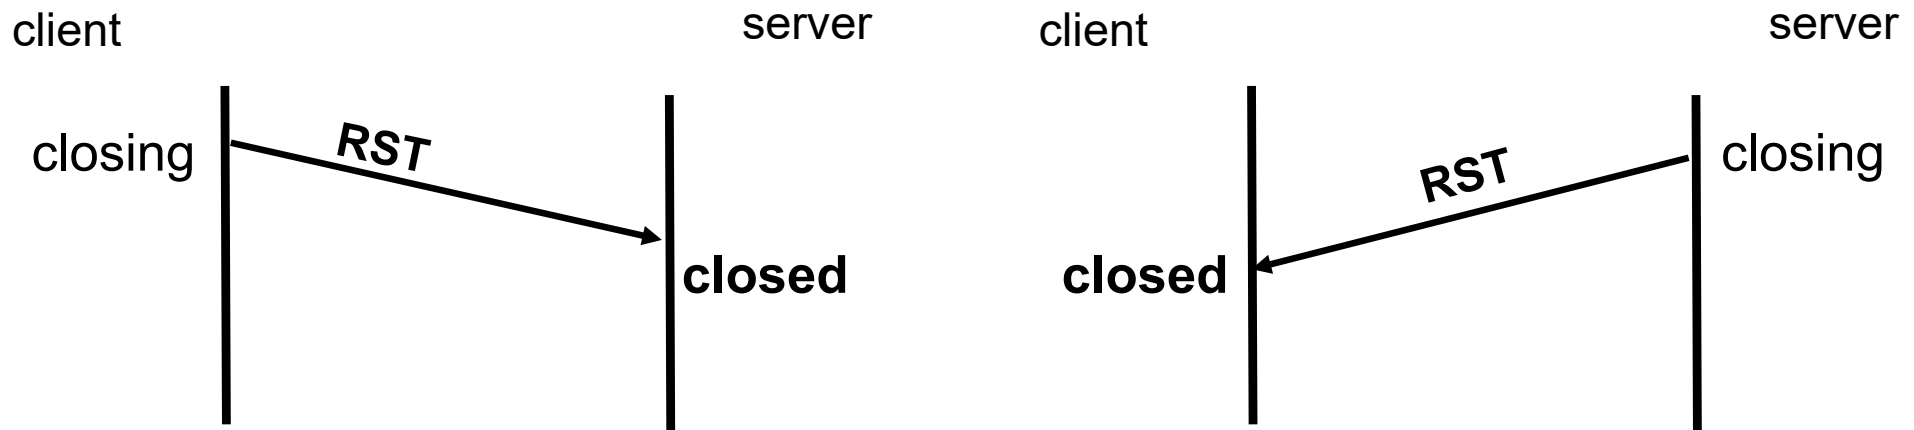 client
server
closing
RST
closed
client
server
RST
closing
closed